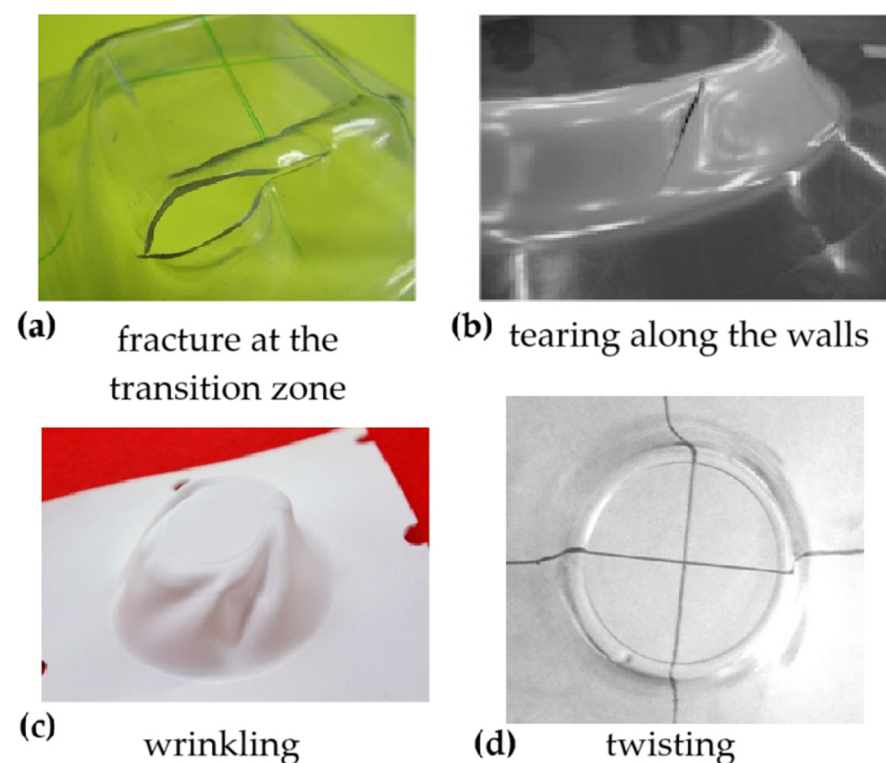 (a) fracture at the
transition zone
(b) tearing along the walls
(c) wrinkling
(d) twisting